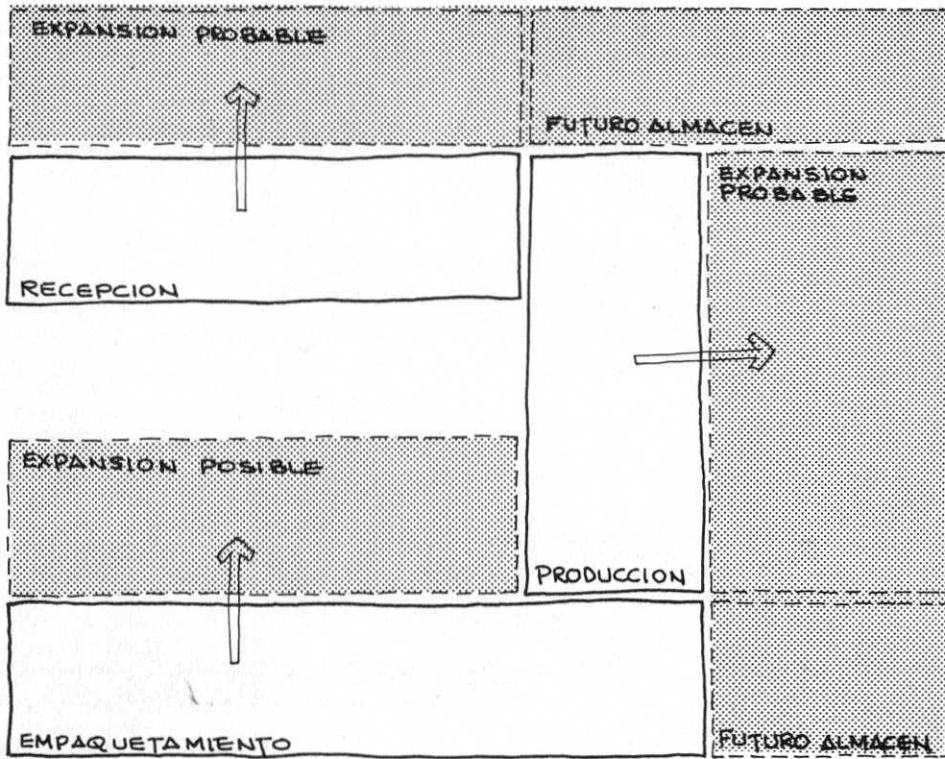 EXPANSION PROBABLE
FUTURO ALMACEN
EXPANSION
PROBABLE
RECEPCION
EXPANSION POSIBLE
PRODUCCION
EMPAQUETAMIENTO
FUTURO ALMACEN